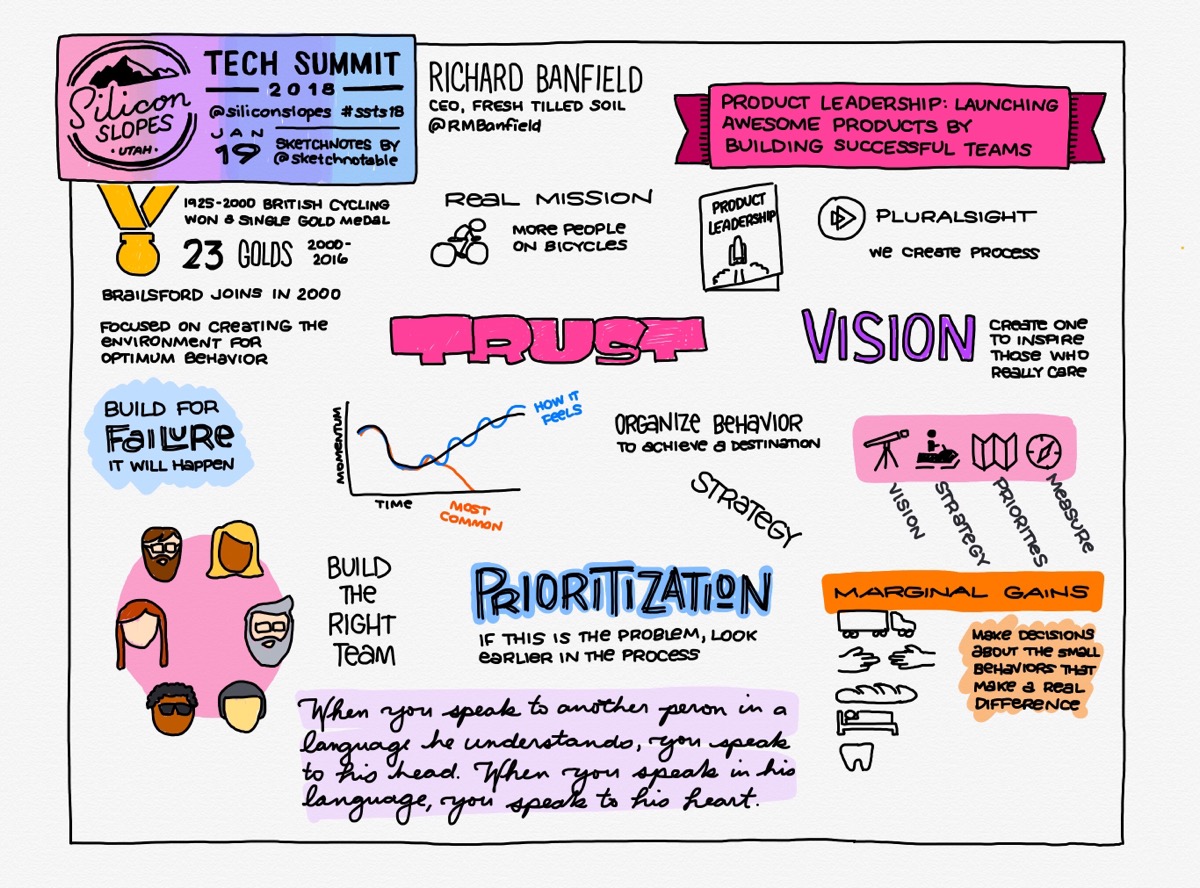 Silicon
SLOPES
• UTAH •
TECH SUMMIT
2018
@siliconslopes #ssts18
JAN
19
SKETCHNOTES BY
@sketchnotable
RICHARD BANFIELD
CEO, FRESH TILLED SOIL
@RMBanfield
PRODUCT LEADERSHIP: LAUNCHING
AWESOME PRODUCTS BY
BUILDING SUCCESSFUL TEAMS
1925-2000 BRITISH CYCLING
WON a SINGLE GOLD MeDaL
23 GOLDS 2000-
2016
BRAILSFORD JOINS IN 2000
FOCUSED ON CREATING THE
ENVIRONMENT FOR
OPTIMUM BEHAVIOR
Real MISSION
MORE PEOPLE
ON BICYCLES
PRODUCT
LEADERSHIP
PLURALSIGHT
We CReaTe PROCESS
TRUST
VISION
CReaTe ONe
TO INSPIRe
THOSe WHO
ReaLLY CaRe
BUILD FOR
FaILURe
IT WILL HaPPeN
MOMENTUM
TIME
HOW IT
FeeLS
MOST
COMMON
ORGaNIZe BeHaVIOR
TO aCHIeVe a DeSTINaTION
STRaTeGY
VISION
STRATEGY
PRIORITIeS
MeaSURe
BUILD
THe
RIGHT
TeaM
PRIORITIZATION
IF THIS IS THe PROBLeM, LOOK
eaRLIeR IN THe PROCeSS
MARGINAL GAINS
MaKe DeCISIONS
aBOUT THe SMaLL
BeHaVIORS THaT
MaKe a ReaL
DIFFeReNCe
When you speak to another person in a
language he understands, you speak
to his head. When you speak in his
language, you speak to his heart.